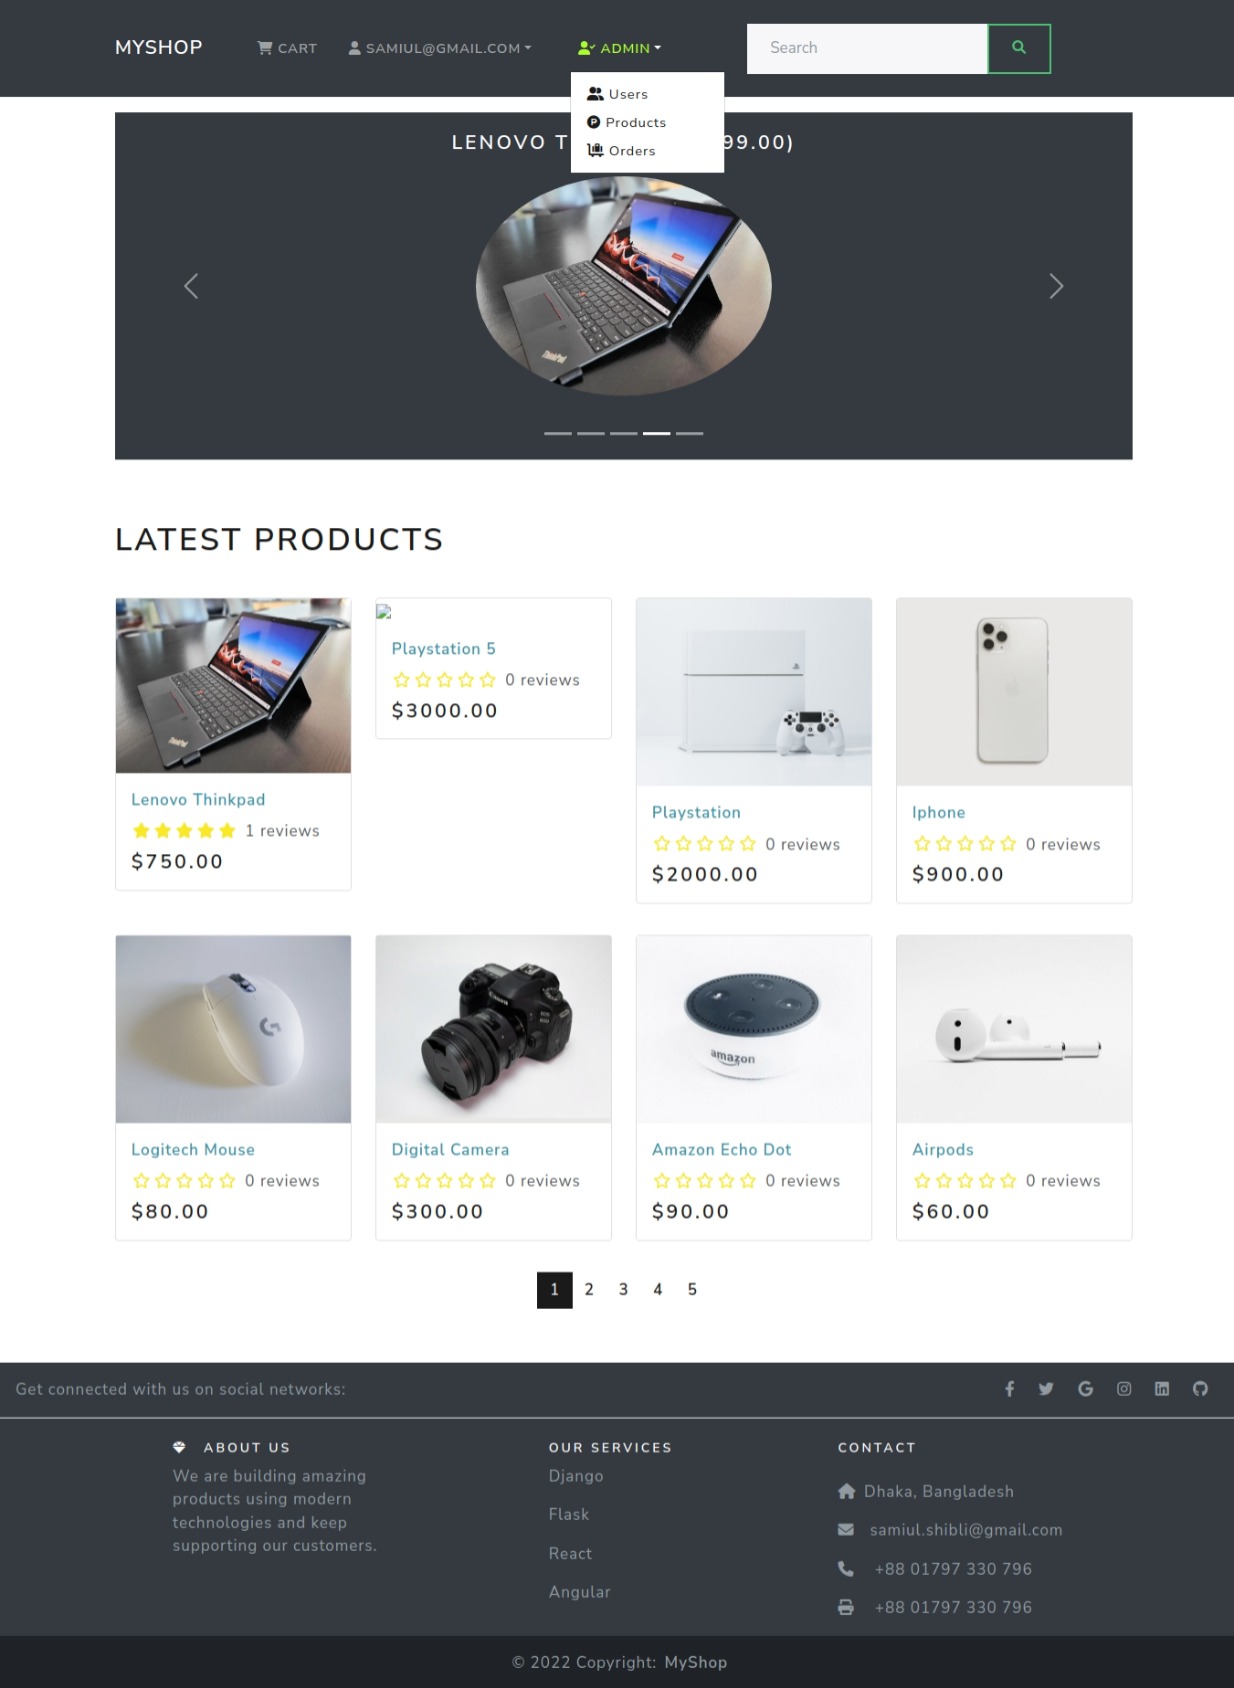 MYSHOP CART SAMIUL@GMAIL.COM ADMIN Search
Users
Products
Orders
LENOVO T 99.00)
ThinkPad
LATEST PRODUCTS
ThinkPad
Lenovo Thinkpad
1 reviews
$750.00
Playstation 5
0 reviews
$3000.00
Playstation
0 reviews
$2000.00
Iphone
0 reviews
$900.00
Logitech Mouse
0 reviews
$80.00
Canon
Digital Camera
0 reviews
$300.00
amazon
Amazon Echo Dot
0 reviews
$90.00
Airpods
0 reviews
$60.00
1 2 3 4 5
Get connected with us on social networks:
ABOUT US
We are building amazing
products using modern
technologies and keep
supporting our customers.
OUR SERVICES
Django
Flask
React
Angular
CONTACT
Dhaka, Bangladesh
samiul.shibli@gmail.com
+88 01797 330 796
+88 01797 330 796
© 2022 Copyright: MyShop